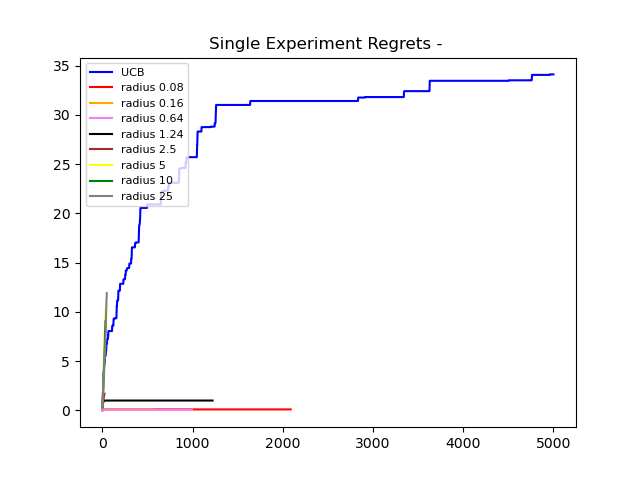 Single Experiment Regrets -
35
30
25
20
15
10
5
0
UCB
radius 0.08
radius 0.16
radius 0.64
radius 1.24
radius 2.5
radius 5
radius 10
radius 25
0 1000 2000 3000 4000 5000